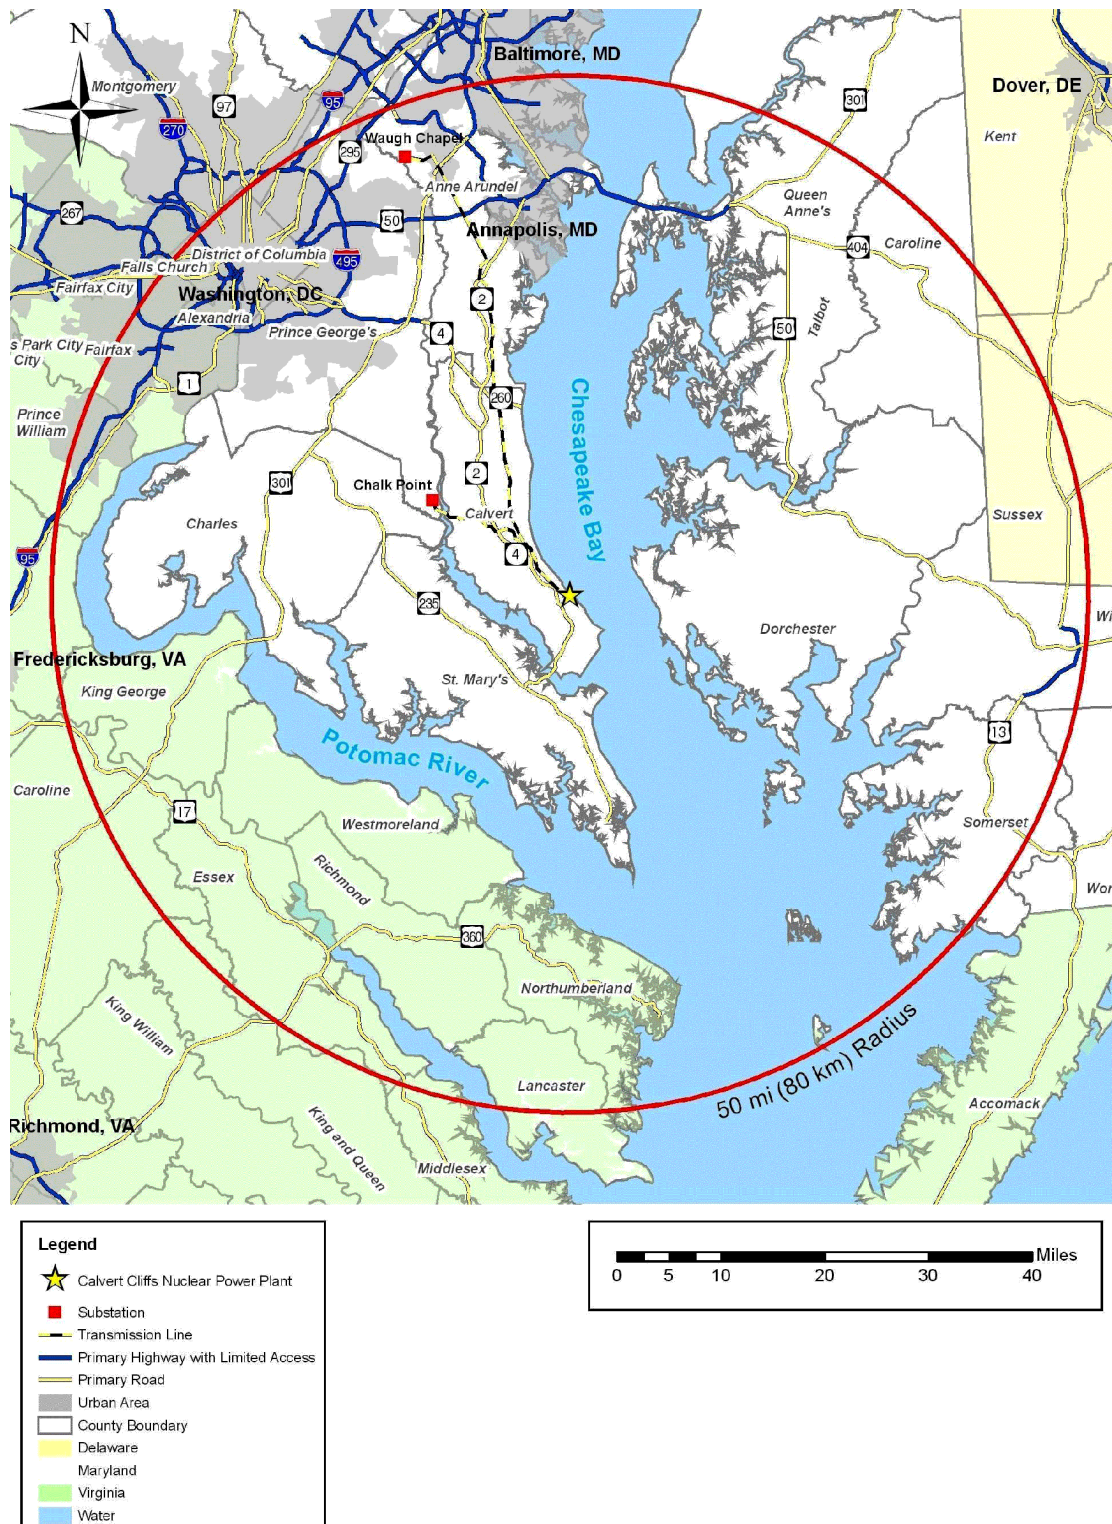 N
Baltimore, MD
Montgomery
Dover, DE
97
95
301
270
Kent
Waugh Chapel
295
Anne Arundel
Queen
Anne's
267
50
Annapolis, MD
404
Caroline
District of Columbia
Falls Church
495
Fairfax City
Washington, DC
2
Alexandria
Prince George's
4
50
Talbot
s Park City
City
Fairfax
1
260
Chesapeake Bay
Prince
William
2
301
Chalk Point
Calvert
Sussex
Charles
4
95
235
Wi
Dorchester
Fredericksburg, VA
St. Mary's
King George
13
Potomac River
Caroline
17
Westmoreland
Somerset
Essex
Richmond
Wor
360
Northumberland
King William
50 mi (80 km) Radius
Lancaster
Accomack
Richmond, VA
King and Queen
Middlesex
Legend
Calvert Cliffs Nuclear Power Plant
Substation
Transmission Line
Primary Highway with Limited Access
Primary Road
Urban Area
County Boundary
Delaware
Maryland
Virginia
Water
Miles
0 5 10 20 30 40